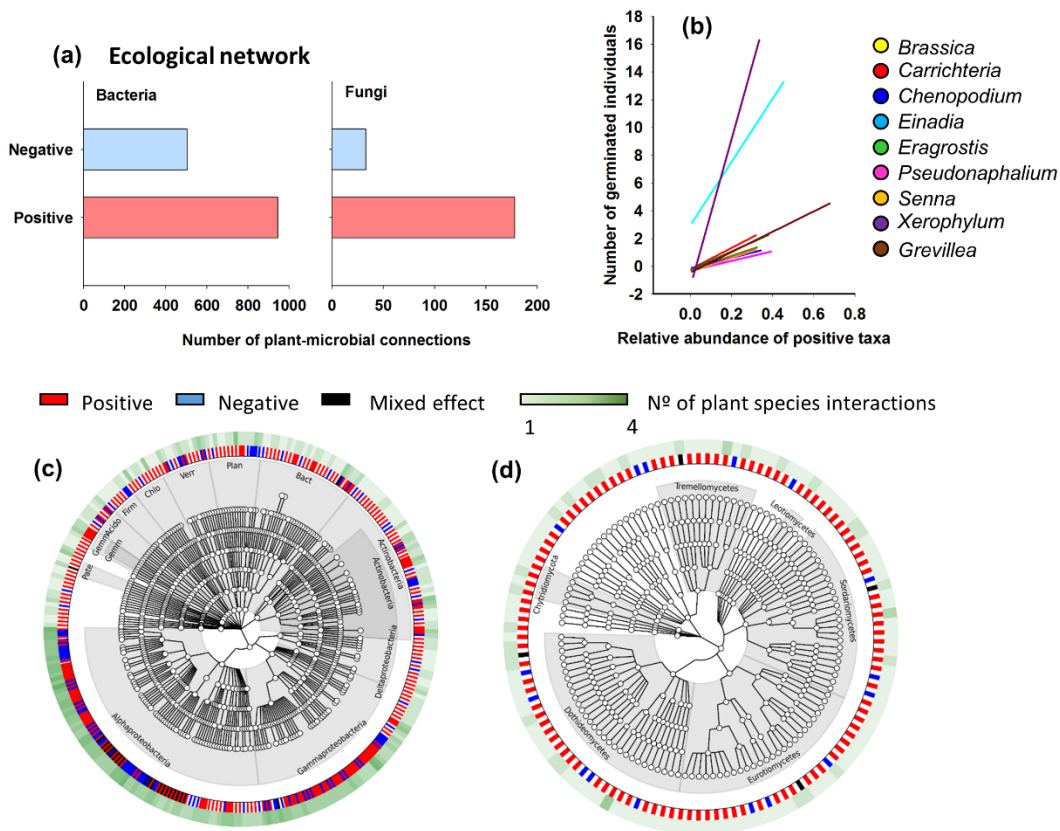 (a) Ecological network
Bacteria
Fungi
Negative
Positive
0 200 400 600 800 1000
0 50 100 150 200
Number of plant-microbial connections
(b)
Number of germinated individuals
18
16
14
12
10
8
6
4
2
0
-2
0.0 0.2 0.4 0.6 0.8
Relative abundance of positive taxa
Brassica
Carrichteria
Chenopodium
Einadia
Eragrostis
Pseudonaphalium
Senna
Xerophylum
Grevillea
Positive Negative Mixed effect Nº of plant species interactions
1 4
(c)
Pate
Gemm
Gemm
Acido
Firm
Chlo
Verr
Plan
Bact
Actinobacteria
Actinobacteria
Deltaproteobacteria
Gammaproteobacteria
Alphaproteobacteria
(d)
Chytridiomycota
Tremellomycetes
Leotiomycetes
Sordariomycetes
Eurotiomycetes
Dothideomycetes